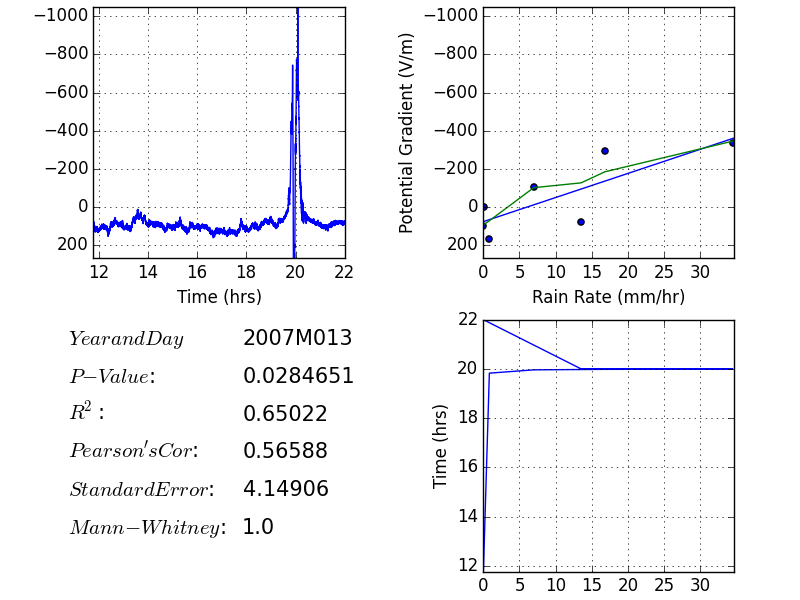 −1000
−800
−600
−400
−200
0
200
12 14 16 18 20 22
Time (hrs)
Potential Gradient (V/m)
−1000
−800
−600
−400
−200
0
200
0 5 10 15 20 25 30
Rain Rate (mm/hr)
YearandDay 2007M013
P−Value: 0.0284651
R²: 0.65022
Pearson'sCor: 0.56588
StandardError: 4.14906
Mann−Whitney: 1.0
Time (hrs)
22
20
18
16
14
12
0 5 10 15 20 25 30